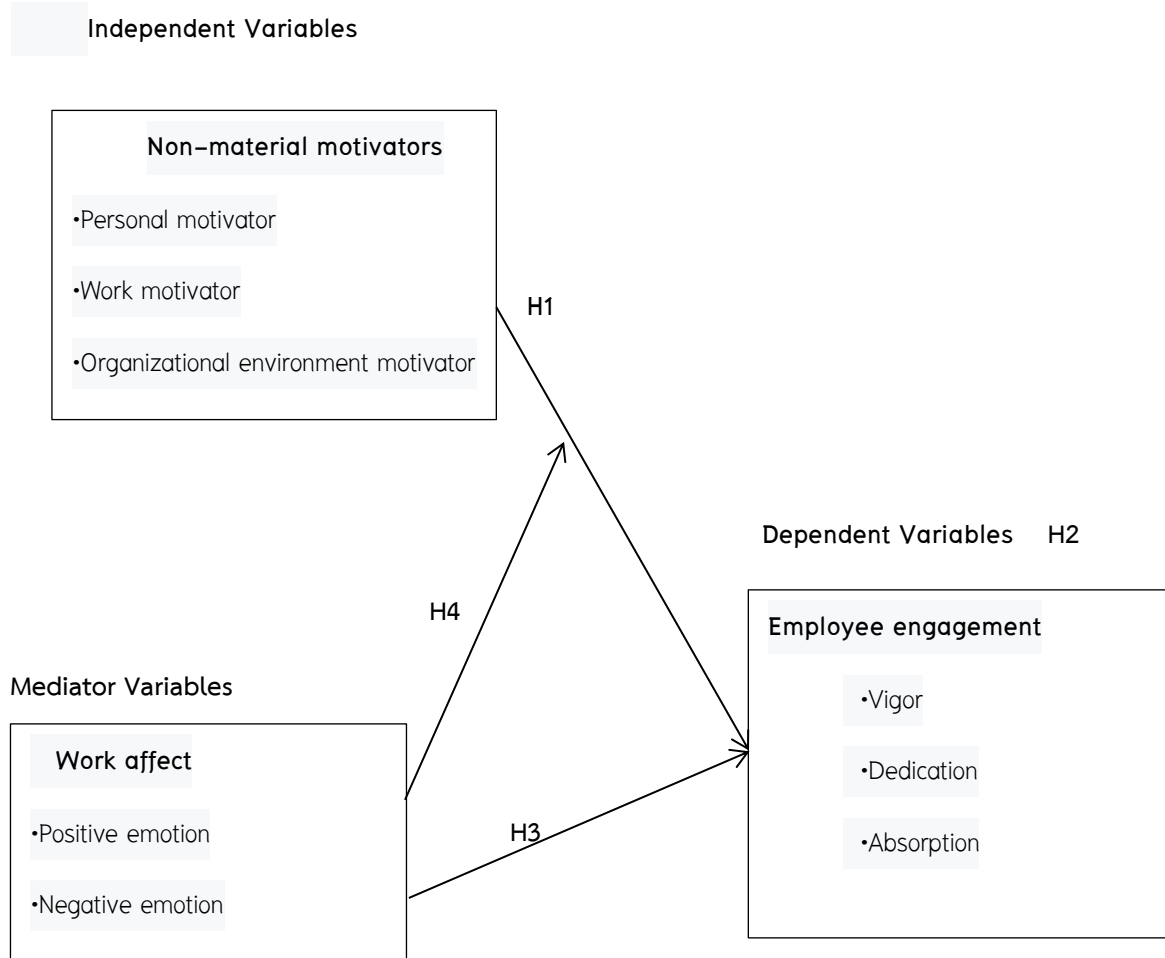 Independent Variables
Non-material motivators
•Personal motivator
•Work motivator
•Organizational environment motivator
H1
Dependent Variables H2
Employee engagement
•Vigor
•Dedication
•Absorption
H4
Mediator Variables
Work affect
•Positive emotion
•Negative emotion
H3